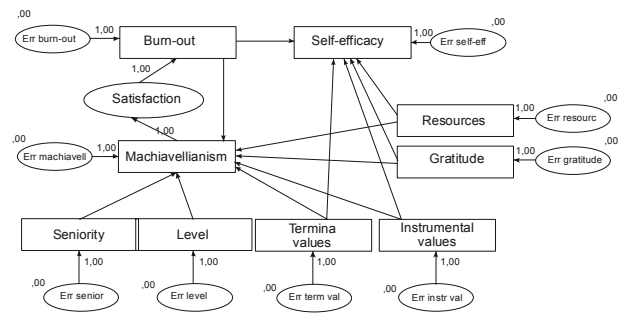 ,00
,00
Err burn-out
1,00
Burn-out
Self-efficacy
1,00
Err self-eff
1,00
Satisfaction
,00
,00
Resources
1,00
Err resourc
1,00
,00
,00
Err machiavell
1,00
Machiavellianism
Gratitude
1,00
Err gratitude
Seniority
Level
Termina
values
Instrumental
values
,00
1,00
,00
1,00
,00
1,00
,00
1,00
Err senior
Err level
Err term val
Err instr val